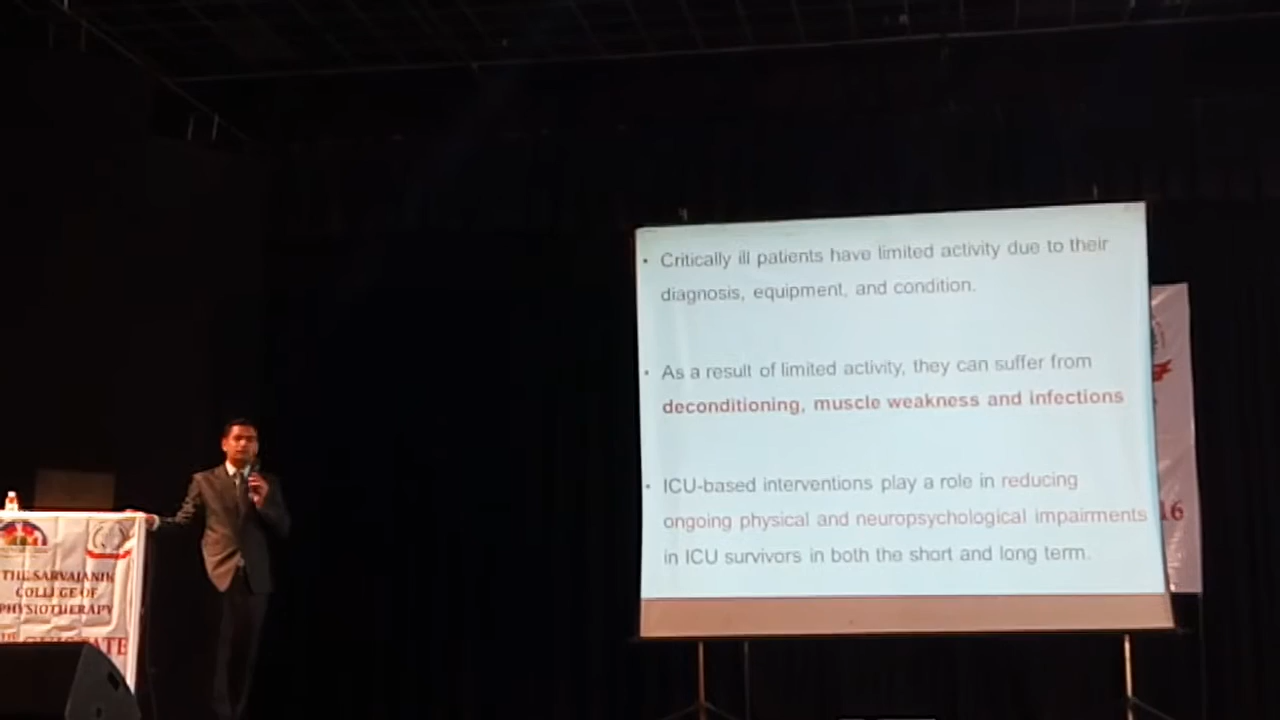 • Critically ill patients have limited activity due to their
diagnosis, equipment, and condition.
• As a result of limited activity, they can suffer from
deconditioning, muscle weakness and infections
• ICU-based interventions play a role in reducing
ongoing physical and neuropsychological impairments
in ICU survivors in both the short and long term.
16
THE SARVAJANIK
COLLEGE OF
PHYSIOTHERAPY